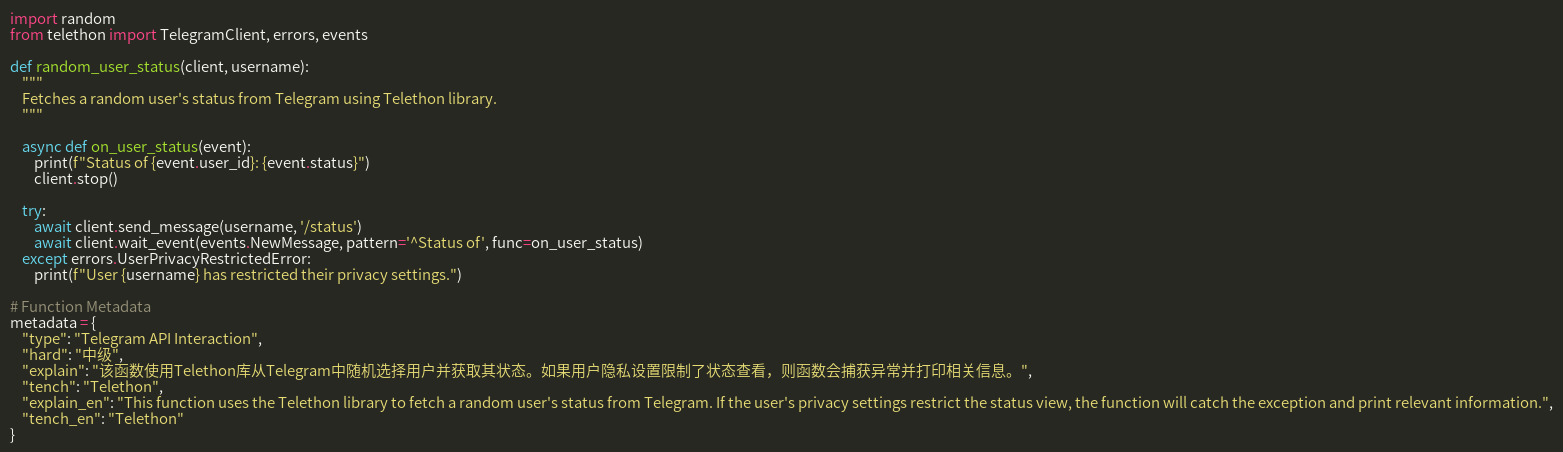 import random
from telethon import TelegramClient, errors, events

def random_user_status(client, username):
    """
    Fetches a random user's status from Telegram using Telethon library.
    """

    async def on_user_status(event):
        print(f"Status of {event.user_id}: {event.status}")
        client.stop()

    try:
        await client.send_message(username, '/status')
        await client.wait_event(events.NewMessage, pattern='^Status of', func=on_user_status)
    except errors.UserPrivacyRestrictedError:
        print(f"User {username} has restricted their privacy settings.")

# Function Metadata
metadata = {
    "type": "Telegram API Interaction",
    "hard": "中级",
    "explain": "该函数使用Telethon库从Telegram中随机选择用户并获取其状态。如果用户隐私设置限制了状态查看，则函数会捕获异常并打印相关信息。",
    "tench": "Telethon",
    "explain_en": "This function uses the Telethon library to fetch a random user's status from Telegram. If the user's privacy settings restrict the status view, the function will catch the exception and print relevant information.",
    "tench_en": "Telethon"
}